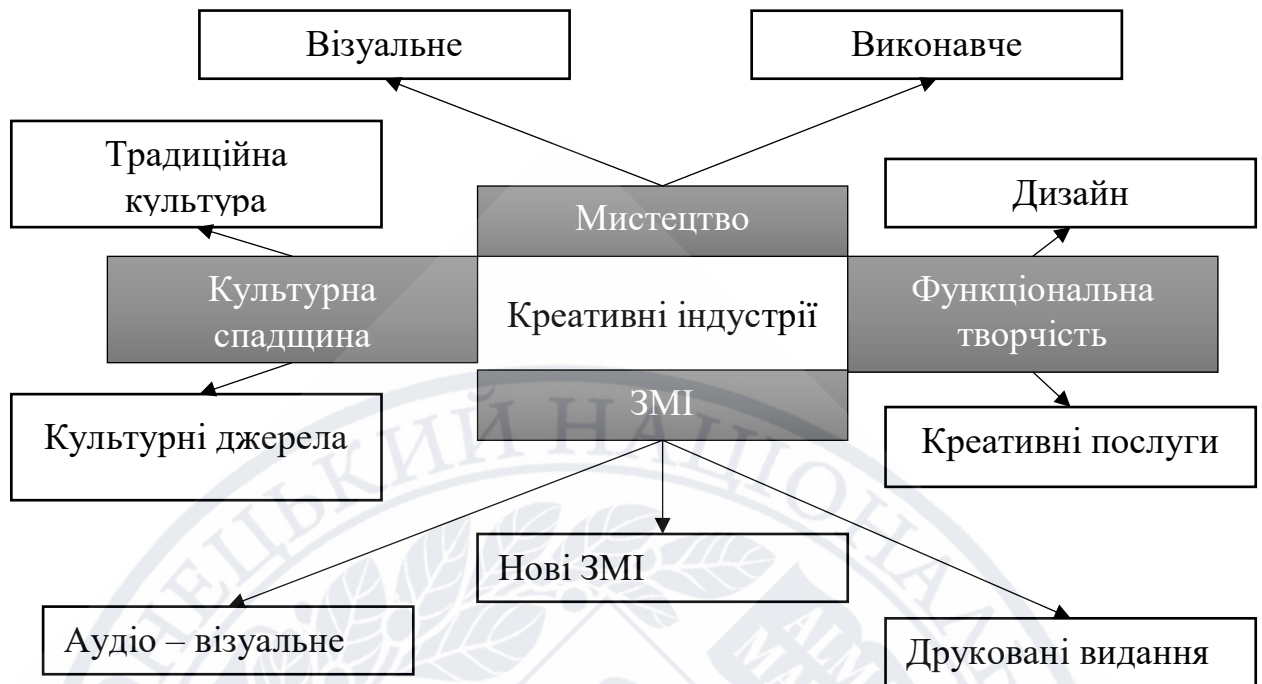 Візуальне
Виконавче
Традиційна
культура
Мистецтво
Дизайн
Культурна
спадщина
Креативні індустрії
Функціональна
творчість
ЗМІ
Культурні джерела
Креативні послуги
Нові ЗМІ
Аудіо – візуальне
Друковані видання